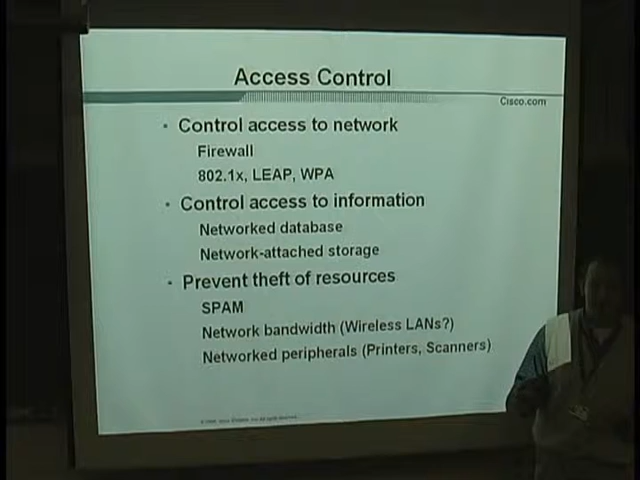 Access Control
Cisco.com
• Control access to network
Firewall
802.1x, LEAP, WPA
• Control access to information
Networked database
Network-attached storage
• Prevent theft of resources
SPAM
Network bandwidth (Wireless LANs?)
Networked peripherals (Printers, Scanners)